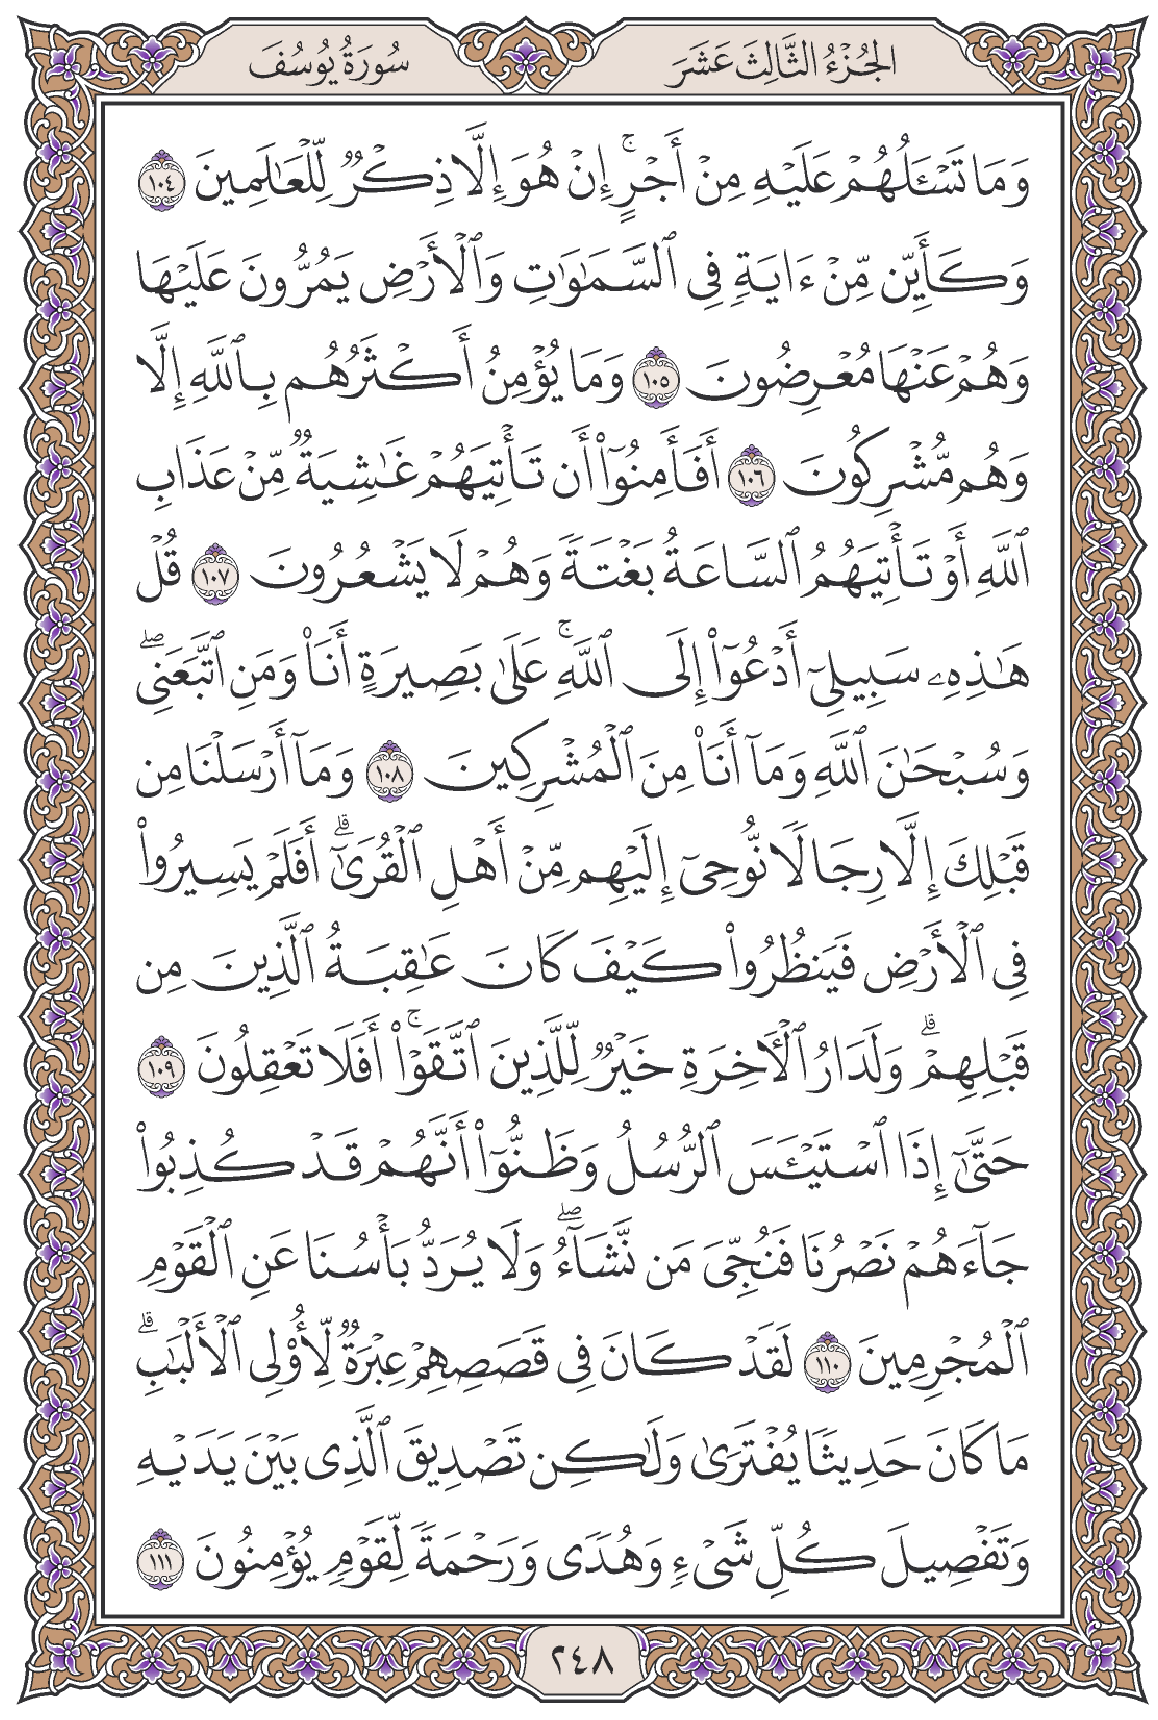 الجُزْءُ الثَّالِثَ عَشَرَ
سُورَةُ يُوسُفَ
وَمَا تَسْـَٔلُهُمْ عَلَيْهِ مِنْ أَجْرٍ ۚ إِنْ هُوَ إِلَّا ذِكْرٌ لِّلْعَـٰلَمِينَ ١٠٤
وَكَأَيِّن مِّنْ ءَايَةٍ فِى ٱلسَّمَـٰوَٰتِ وَٱلْأَرْضِ يَمُرُّونَ عَلَيْهَا
وَهُمْ عَنْهَا مُعْرِضُونَ ١٠٥ وَمَا يُؤْمِنُ أَكْثَرُهُم بِٱللَّهِ إِلَّا
وَهُم مُّشْرِكُونَ ١٠٦ أَفَأَمِنُوٓا۟ أَن تَأْتِيَهُمْ غَـٰشِيَةٌ مِّنْ عَذَابِ
ٱللَّهِ أَوْ تَأْتِيَهُمُ ٱلسَّاعَةُ بَغْتَةً وَهُمْ لَا يَشْعُرُونَ ١٠٧ قُلْ
هَـٰذِهِۦ سَبِيلِىٓ أَدْعُوٓا۟ إِلَى ٱللَّهِ ۚ عَلَىٰ بَصِيرَةٍ أَنَا۠ وَمَنِ ٱتَّبَعَنِى ۖ
وَسُبْحَـٰنَ ٱللَّهِ وَمَآ أَنَا۠ مِنَ ٱلْمُشْرِكِينَ ١٠٨ وَمَآ أَرْسَلْنَا مِن
قَبْلِكَ إِلَّا رِجَالًا نُّوحِىٓ إِلَيْهِم مِّنْ أَهْلِ ٱلْقُرَىٰٓ ۗ أَفَلَمْ يَسِيرُوا۟
فِى ٱلْأَرْضِ فَيَنظُرُوا۟ كَيْفَ كَانَ عَـٰقِبَةُ ٱلَّذِينَ مِن
قَبْلِهِمْ ۗ وَلَدَارُ ٱلْـَٔاخِرَةِ خَيْرٌ لِّلَّذِينَ ٱتَّقَوْا۟ ۚ أَفَلَا تَعْقِلُونَ ١٠٩
حَتَّىٰٓ إِذَا ٱسْتَيْـَٔسَ ٱلرُّسُلُ وَظَنُّوٓا۟ أَنَّهُمْ قَدْ كُذِبُوا۟
جَآءَهُمْ نَصْرُنَا فَنُجِّىَ مَن نَّشَآءُ ۖ وَلَا يُرَدُّ بَأْسُنَا عَنِ ٱلْقَوْمِ
ٱلْمُجْرِمِينَ ١١٠ لَقَدْ كَانَ فِى قَصَصِهِمْ عِبْرَةٌ لِّأُو۟لِى ٱلْأَلْبَـٰبِ ۗ
مَا كَانَ حَدِيثًا يُفْتَرَىٰ وَلَـٰكِن تَصْدِيقَ ٱلَّذِى بَيْنَ يَدَيْهِ
وَتَفْصِيلَ كُلِّ شَىْءٍ وَهُدًى وَرَحْمَةً لِّقَوْمٍ يُؤْمِنُونَ ١١١
٢٤٨